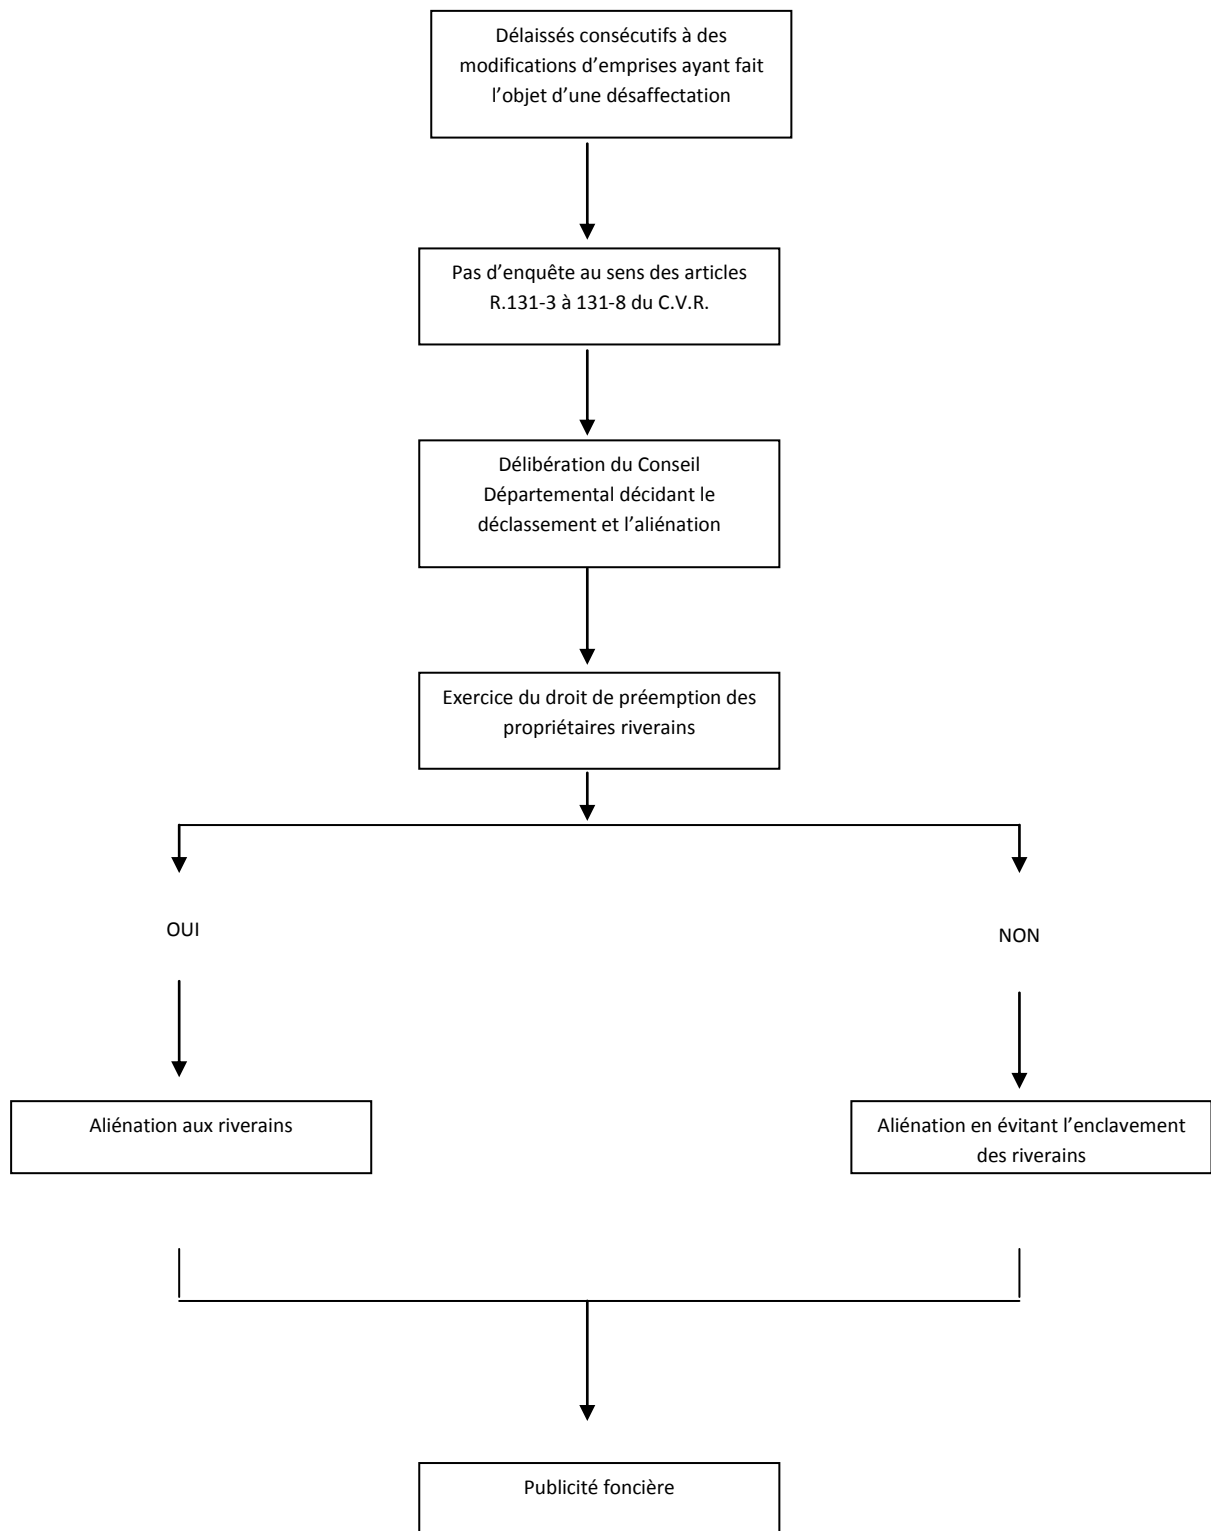 Délaissés consécutifs à des
modifications d’emprises ayant fait
l’objet d’une désaffectation
Pas d’enquête au sens des articles
R.131-3 à 131-8 du C.V.R.
Délibération du Conseil
Départemental décidant le
déclassement et l’aliénation
Exercice du droit de préemption des
propriétaires riverains
OUI
NON
Aliénation aux riverains
Aliénation en évitant l’enclavement
des riverains
Publicité foncière